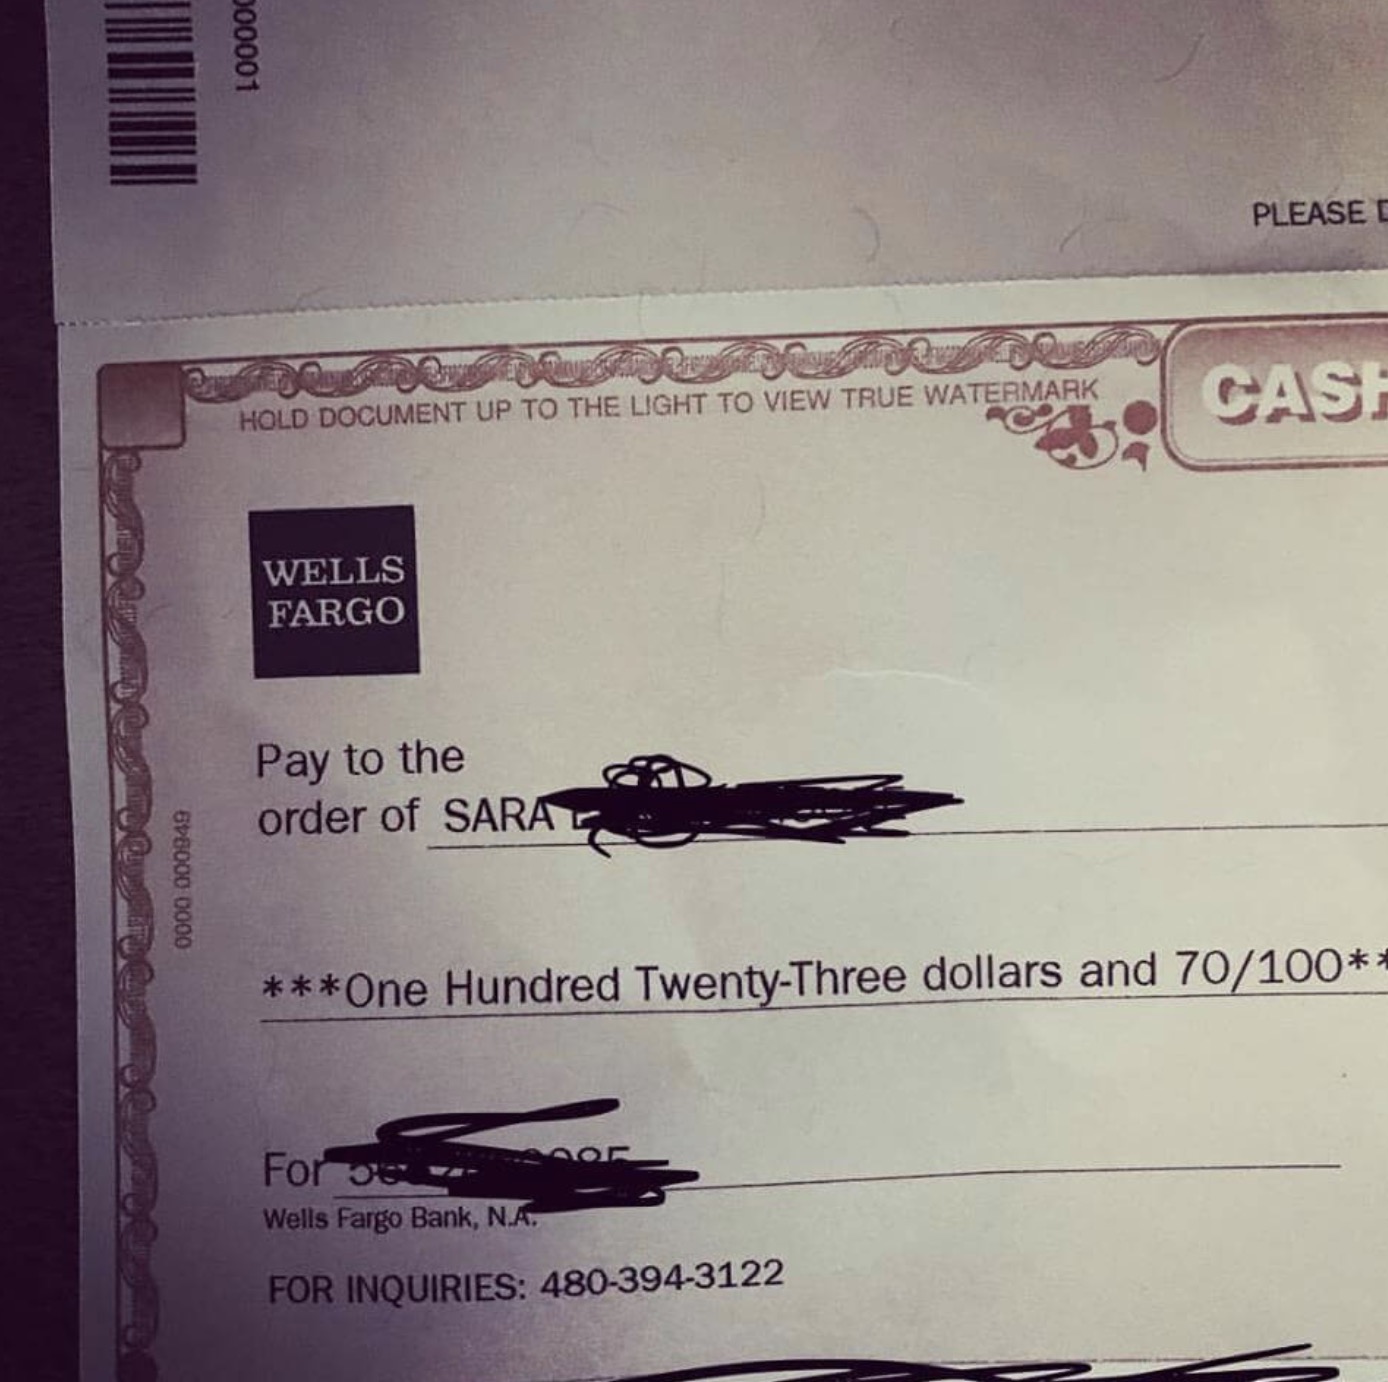 000001
PLEASE
HOLD DOCUMENT UP TO THE LIGHT TO VIEW TRUE WATERMARK
CASH
WELLS
FARGO
Pay to the
order of SARA
0000 000949
***One Hundred Twenty-Three dollars and 70/100**
For
Wells Fargo Bank, N.A.
FOR INQUIRIES: 480-394-3122